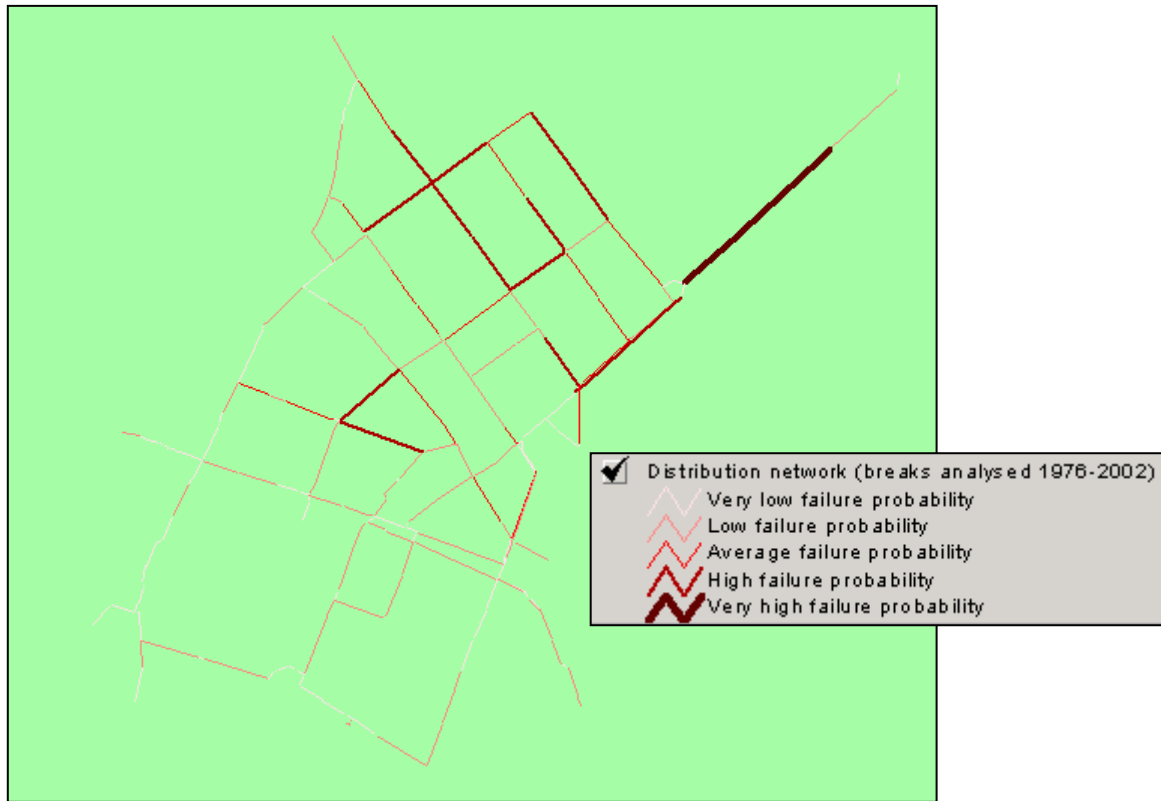 Distribution network (breaks analysed 1976-2002)
Very low failure probability
Low failure probability
Average failure probability
High failure probability
Very high failure probability